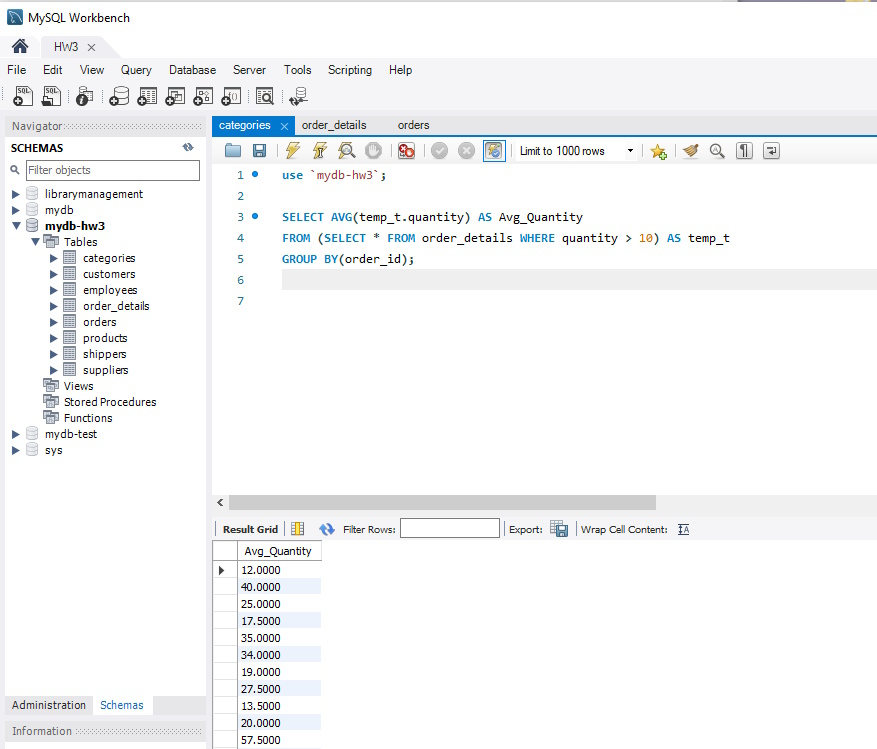 MySQL Workbench
HW3
File Edit View Query Database Server Tools Scripting Help
Navigator
SCHEMAS
Filter objects
librarymanagement
mydb
mydb-hw3
Tables
categories
customers
employees
order_details
orders
products
shippers
suppliers
Views
Stored Procedures
Functions
mydb-test
sys
Administration Schemas
Information
categories order_details orders
Limit to 1000 rows
1 use `mydb-hw3`;
2
3 SELECT AVG(temp_t.quantity) AS Avg_Quantity
4 FROM (SELECT * FROM order_details WHERE quantity > 10) AS temp_t
5 GROUP BY(order_id);
6
7
Result Grid Filter Rows: Export: Wrap Cell Content:
Avg_Quantity
12.0000
40.0000
25.0000
17.5000
35.0000
34.0000
19.0000
27.5000
13.5000
20.0000
57.5000